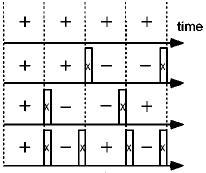 + + + +
time
+ + x − − x
+ x − − x +
+ x − x + x − x